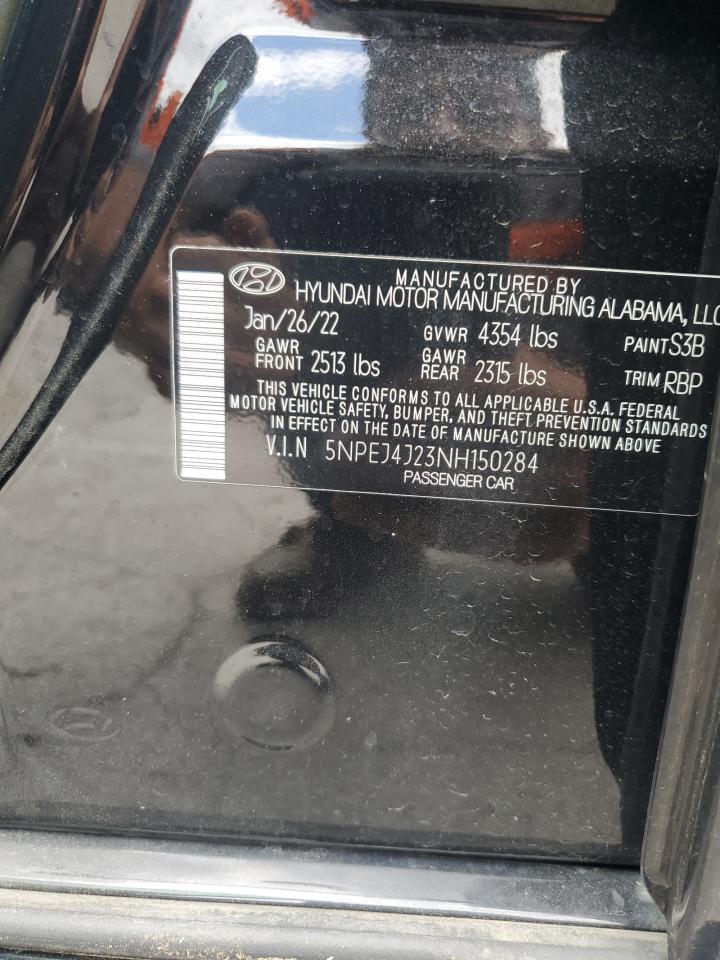 MANUFACTURED BY
HYUNDAI MOTOR MANUFACTURING ALABAMA, LLC
Jan/26/22 GVWR 4354 lbs PAINT S3B
GAWR FRONT 2513 lbs GAWR REAR 2315 lbs TRIM RBP
THIS VEHICLE CONFORMS TO ALL APPLICABLE U.S.A. FEDERAL
MOTOR VEHICLE SAFETY, BUMPER, AND THEFT PREVENTION STANDARDS
IN EFFECT ON THE DATE OF MANUFACTURE SHOWN ABOVE
V.I.N 5NPEJ4J23NH150284
PASSENGER CAR